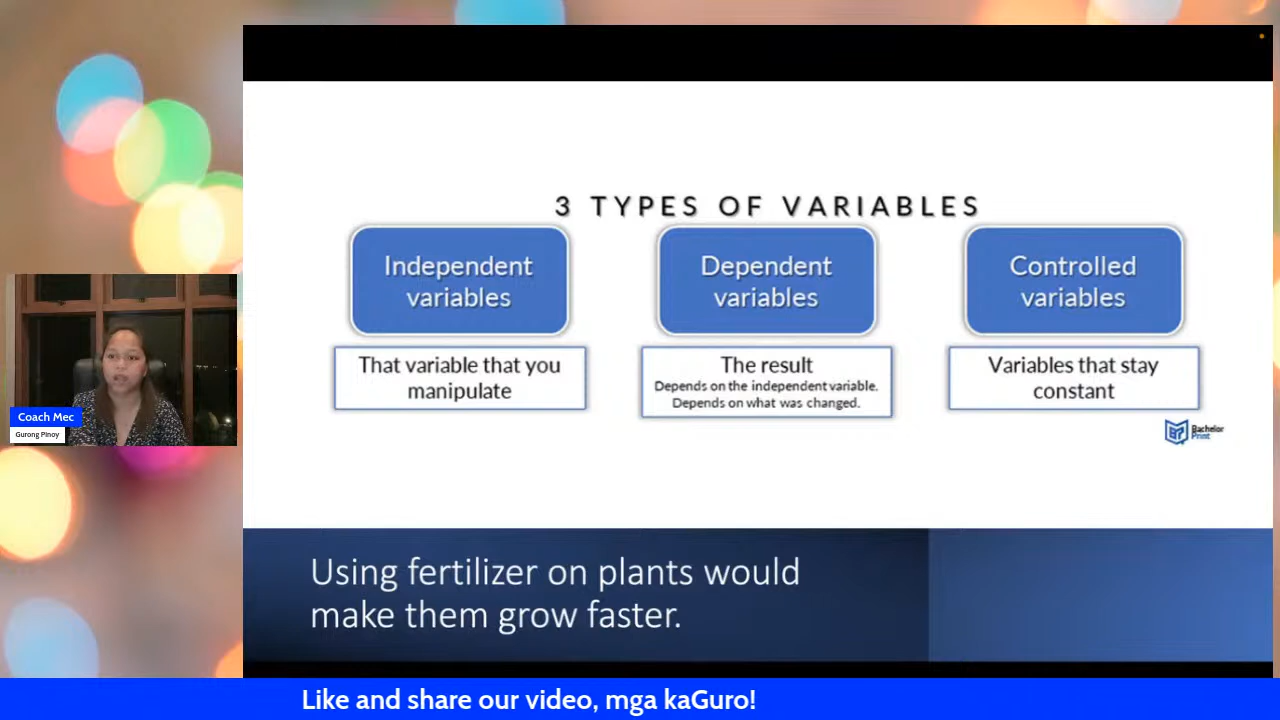 3 TYPES OF VARIABLES
Independent
variables
That variable that you
manipulate
Dependent
variables
The result
Depends on the independent variable.
Depends on what was changed.
Controlled
variables
Variables that stay
constant
Bachelor
Print
Coach Mec
Gurong Pinoy
Using fertilizer on plants would
make them grow faster.
Like and share our video, mga kaGuro!